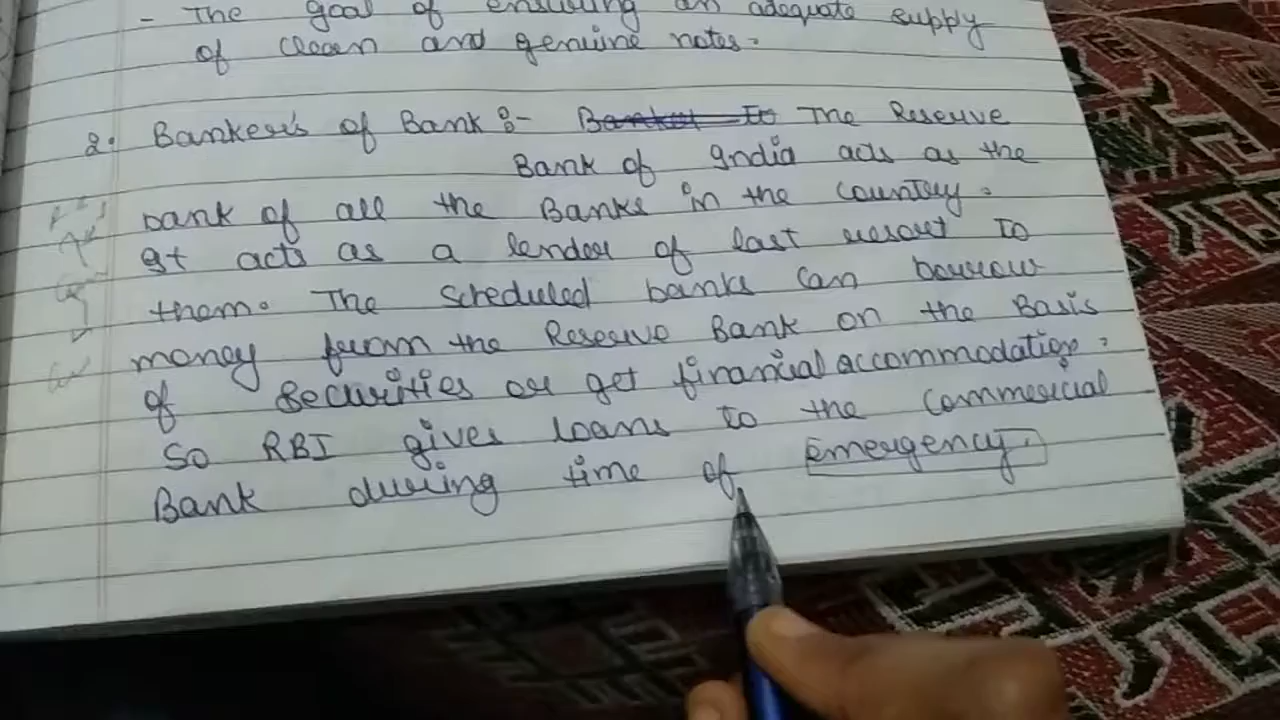 - The goal of ensuring an adequate supply
of clean and genuine notes.
2. Banker's of Bank :- The Reserve
Bank of India acts as the
bank of all the Banks in the country.
It acts as a lender of last resort to
them. The Scheduled banks can borrow
money from the Reserve Bank on the Basis
of Securities or get financial accommodation.
So RBI gives loans to the commercial
Bank during time of Emergency.